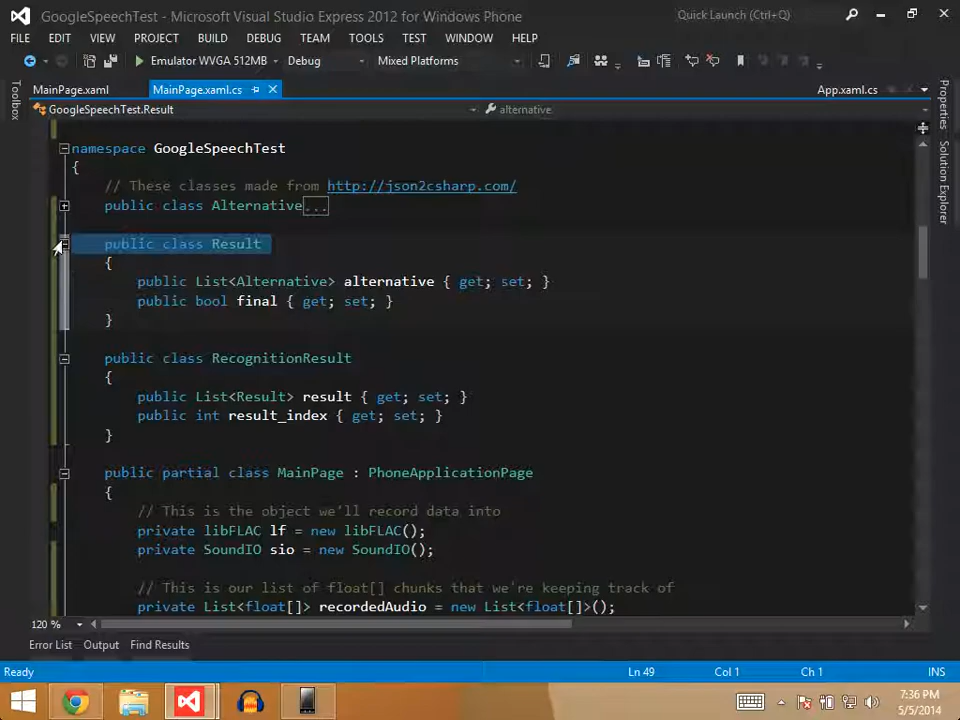 GoogleSpeechTest - Microsoft Visual Studio Express 2012 for Windows Phone
Quick Launch (Ctrl+Q)
FILE EDIT VIEW PROJECT BUILD DEBUG TEAM TOOLS TEST WINDOW HELP
Emulator WVGA 512MB Debug Mixed Platforms
Toolbox
MainPage.xaml MainPage.xaml.cs App.xaml.cs
Properties
Solution Explorer
GoogleSpeechTest.Result alternative
namespace GoogleSpeechTest
{
// These classes made from http://json2csharp.com/
public class Alternative...
public class Result
{
public List<Alternative> alternative { get; set; }
public bool final { get; set; }
}
public class RecognitionResult
{
public List<Result> result { get; set; }
public int result_index { get; set; }
}
public partial class MainPage : PhoneApplicationPage
{
// This is the object we'll record data into
private libFLAC lf = new libFLAC();
private SoundIO sio = new SoundIO();
// This is our list of float[] chunks that we're keeping track of
private List<float[]> recordedAudio = new List<float[]>();
120 %
Error List Output Find Results
Ready Ln 49 Col 1 Ch 1 INS
7:36 PM
5/5/2014